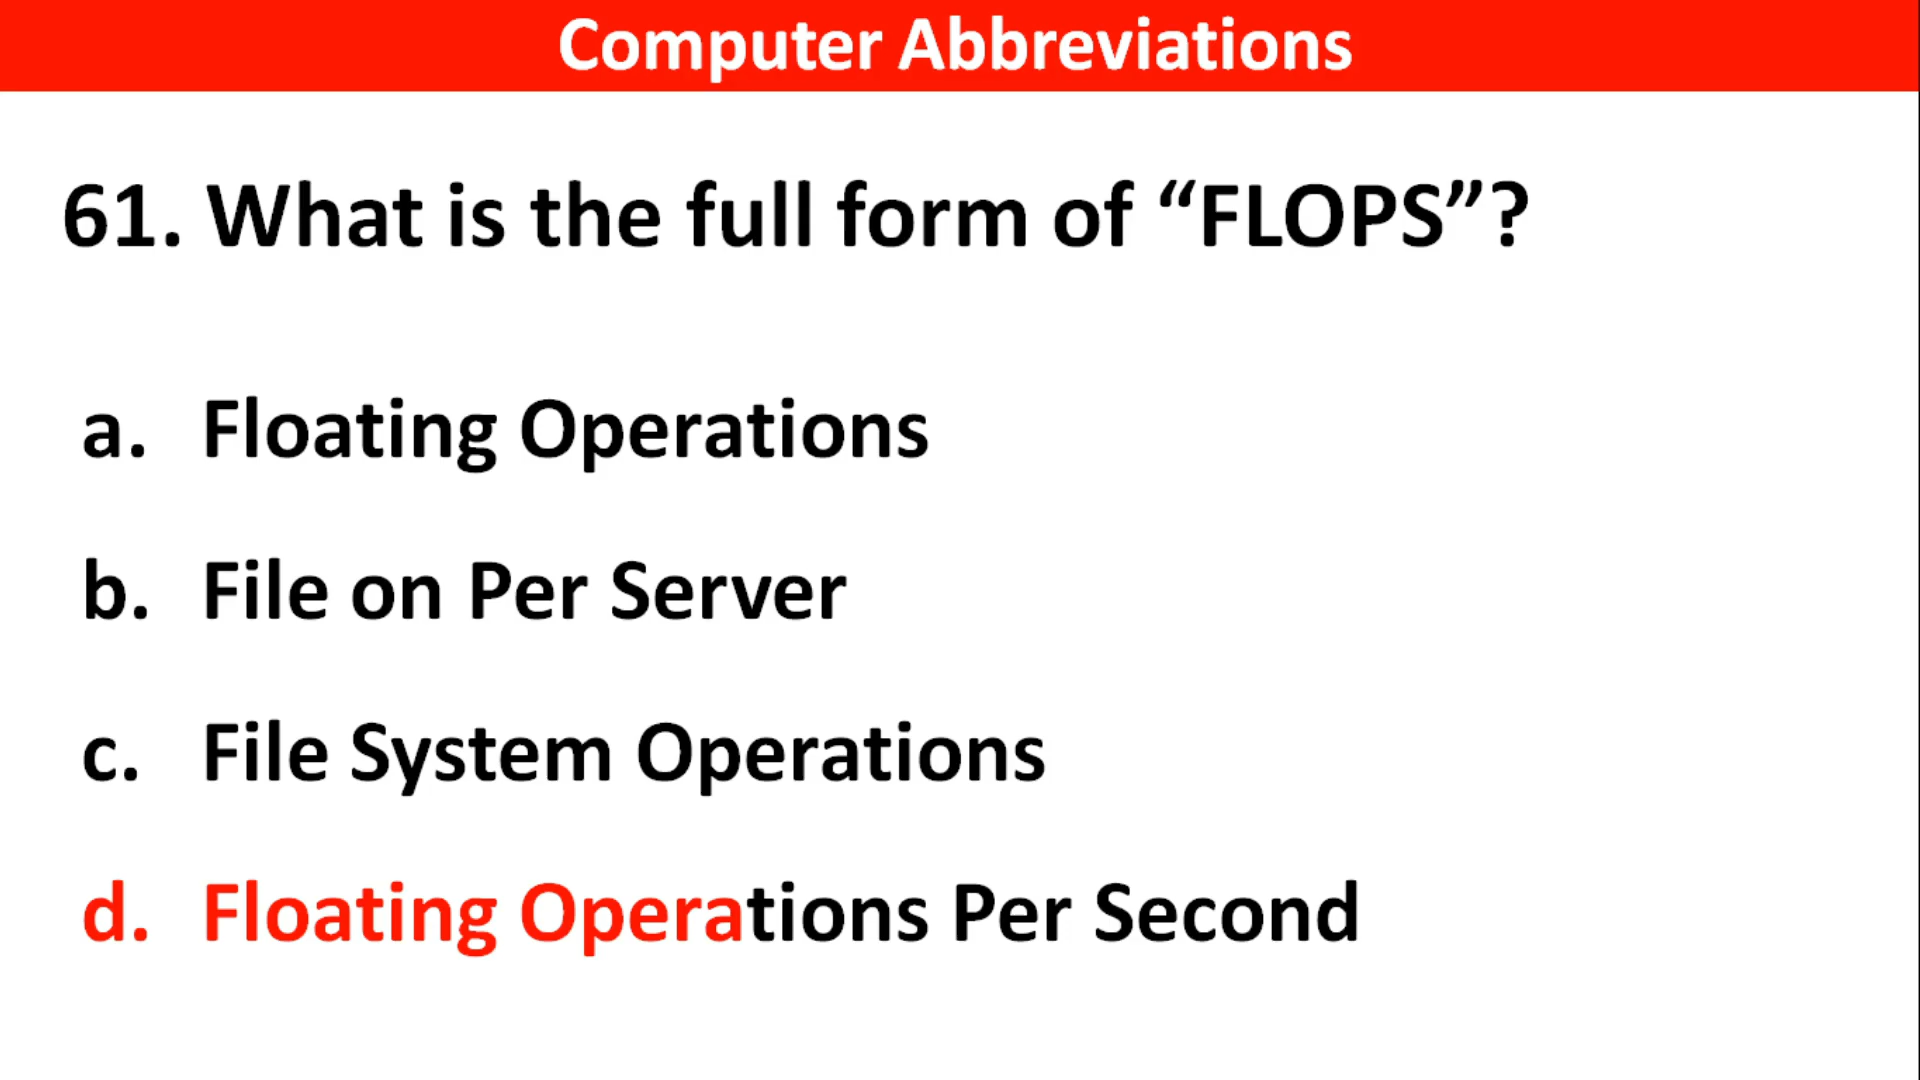 Computer Abbreviations
61. What is the full form of “FLOPS”?
a. Floating Operations
b. File on Per Server
c. File System Operations
d. Floating Operations Per Second